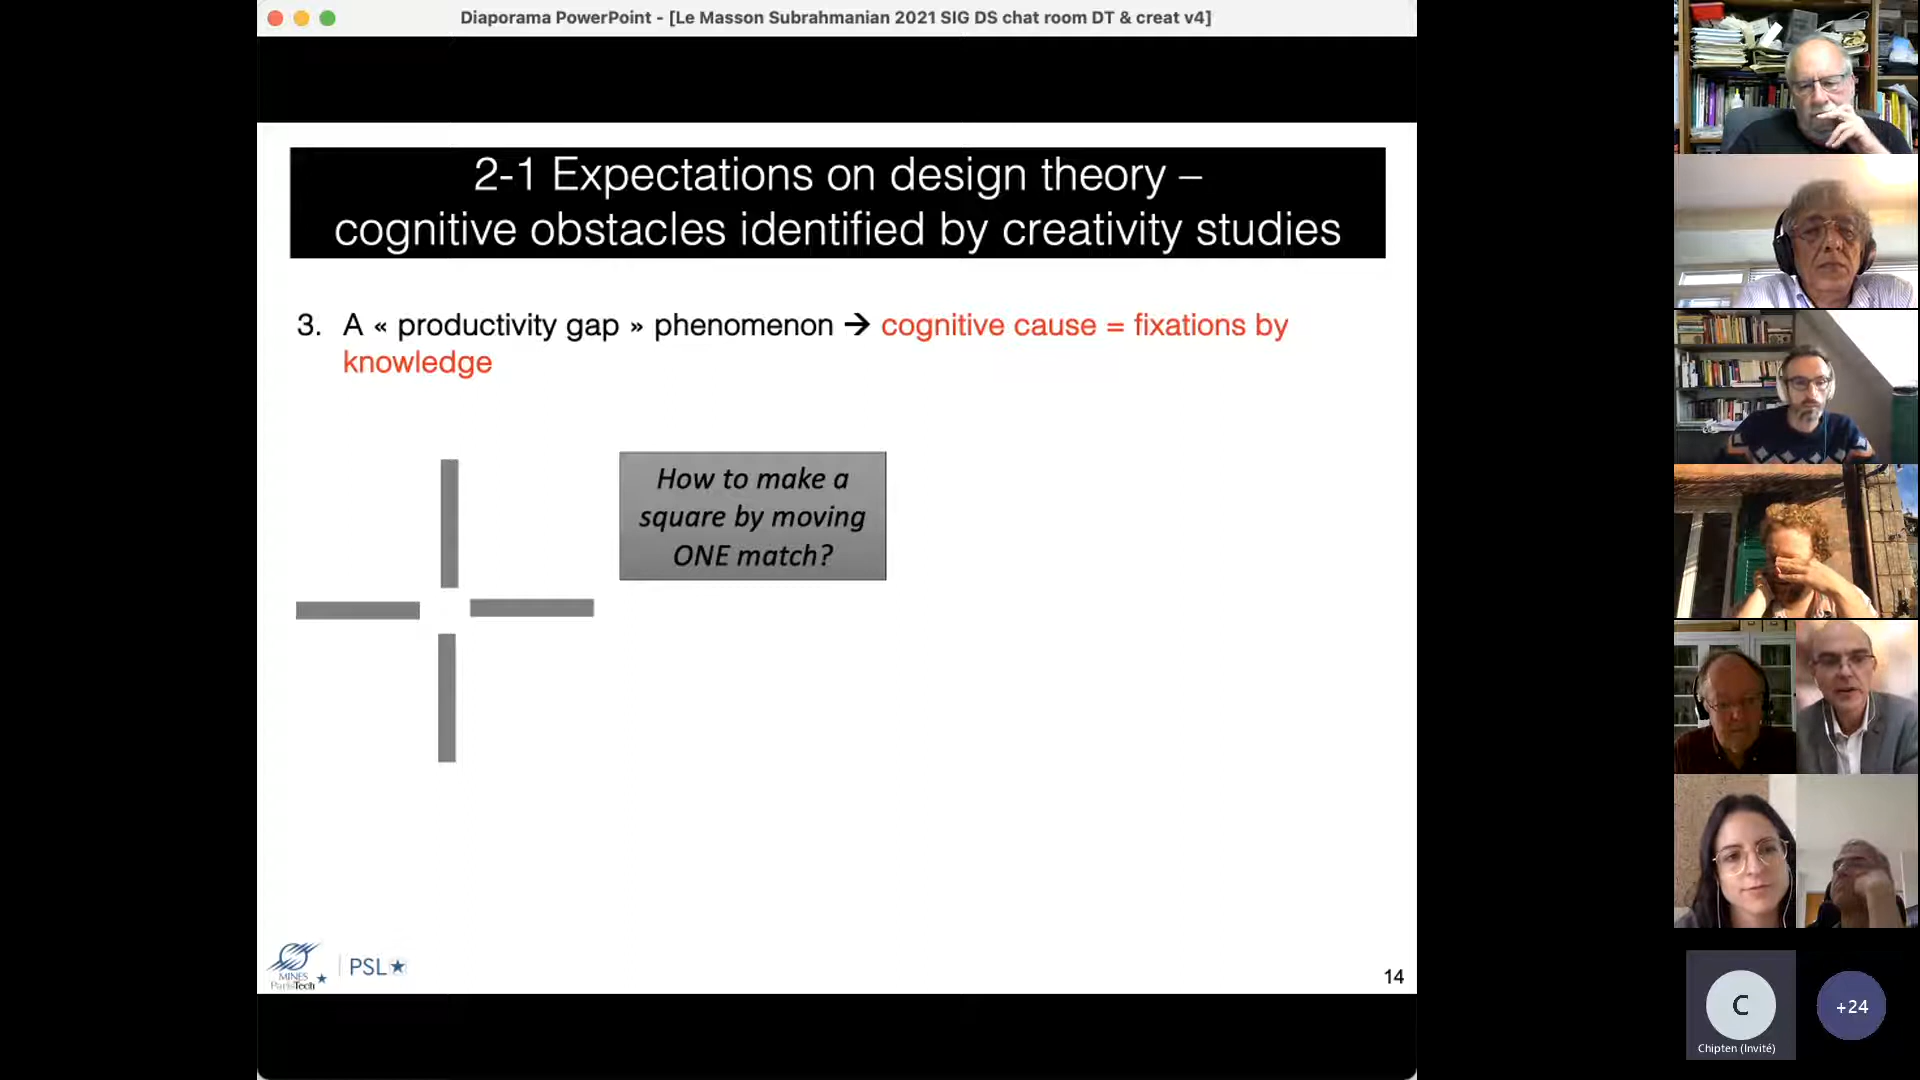 Diaporama PowerPoint - [Le Masson Subrahmanian 2021 SIG DS chat room DT & creat v4]
2-1 Expectations on design theory –
cognitive obstacles identified by creativity studies
3. A « productivity gap » phenomenon → cognitive cause = fixations by
knowledge
How to make a
square by moving
ONE match?
MINES
ParisTech
PSL
14
C
+24
Chipten (Invité)